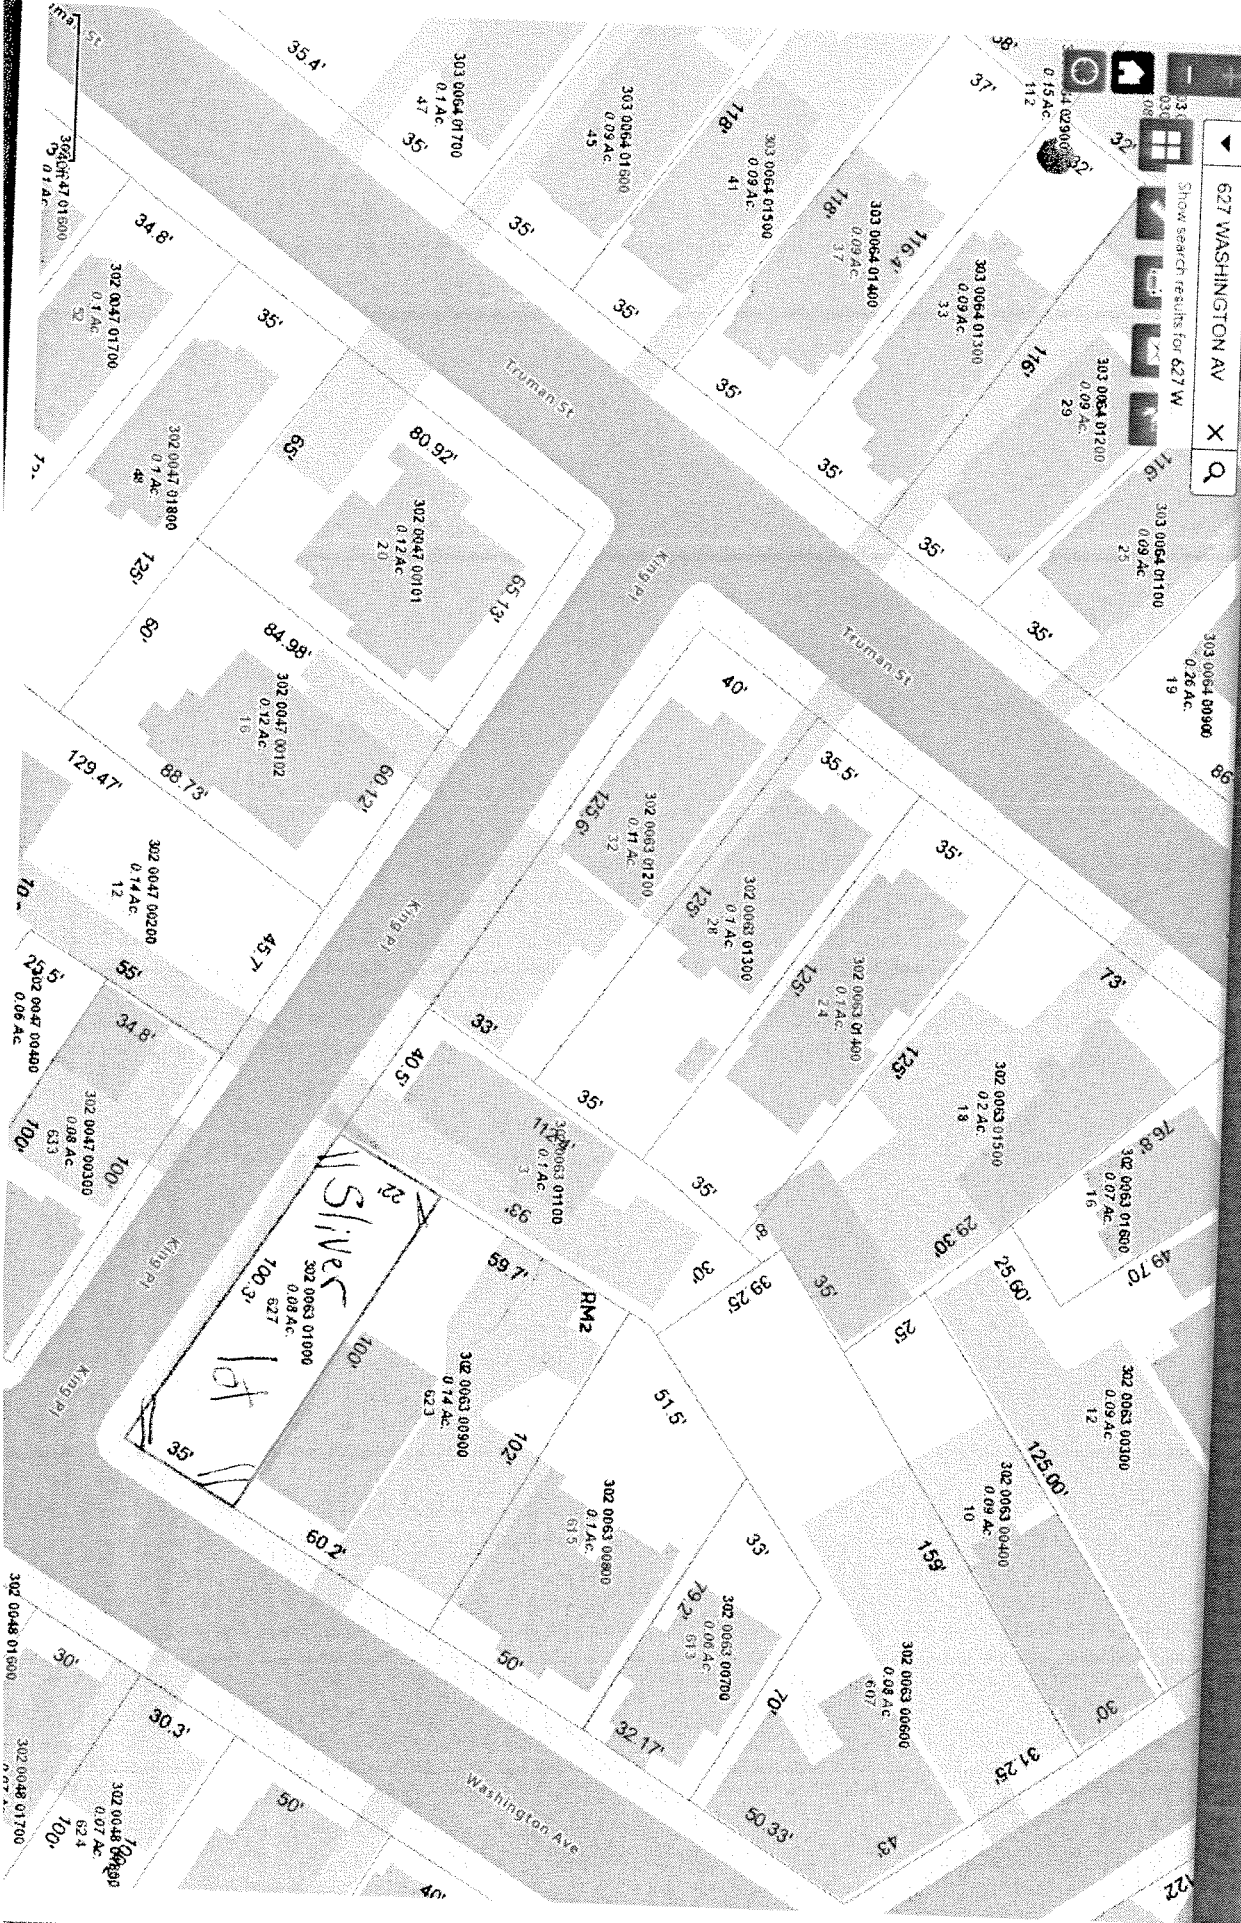 627 WASHINGTON AV
Show search results for 627 W
303 0064 01700
0.1 Ac.
47
303 0064 01600
0.09 Ac.
45
303 0064 01500
0.09 Ac.
41
303 0064 01400
0.09 Ac.
37
303 0064 01300
0.09 Ac.
33
303 0064 01200
0.09 Ac.
29
303 0064 01100
0.09 Ac.
25
303 0064 00900
0.26 Ac.
19
0.15 Ac.
112
35.4'
35'
35'
35'
35'
35'
35'
35'
86
118'
118'
116.4'
116'
116'
37'
32'
32'
Truman St
Truman St
King Pl
34.8'
35'
302 0047 01700
0.1 Ac.
52
302 0047 01800
0.1 Ac.
48
65'
80.92'
302 0047 00101
0.12 Ac.
20
65.13'
125'
60'
84.98'
302 0047 00102
0.12 Ac.
16
60.12'
88.73'
129.47'
302 0047 00200
0.14 Ac.
12
45.7'
55'
25.5'
302 0047 00400
0.06 Ac.
34.8'
302 0047 00300
0.08 Ac.
633
100'
100'
King Pl
King Pl
King Pl
40'
35.5'
35'
73'
302 0063 01200
0.11 Ac.
32
125.6'
302 0063 01300
0.1 Ac.
28
125'
302 0063 01400
0.1 Ac.
24
125'
302 0063 01500
0.2 Ac.
18
125'
302 0063 01600
0.07 Ac.
16
76.8'
49.70'
25.60'
29.30'
33'
35'
35'
8'
35'
25'
40.5'
0063 01100
0.1 Ac.
3
93'
30'
39.25'
22'
Sliver
lot
302 0063 01000
0.08 Ac.
627
100.3'
100'
35'
59.7'
RM2
302 0063 00900
0.14 Ac.
623
102'
60.2'
51.5'
302 0063 00800
0.1 Ac.
615
50'
33'
302 0063 00700
0.06 Ac.
613
79.2'
32.17'
70'
302 0063 00600
0.08 Ac.
607
50.33'
43'
159'
31.25'
302 0063 00400
0.09 Ac.
10
30'
125.00'
302 0063 00300
0.09 Ac.
12
122'
Washington Ave
302 0048 01600
30'
30.3'
302 0048 01700
0.07 Ac.
624
100'
50'
40'